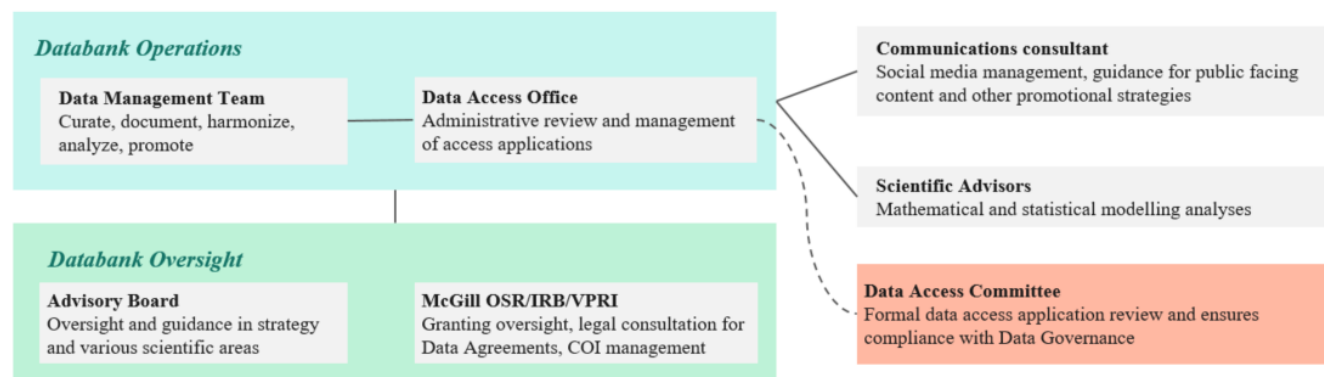 Databank Operations
Data Management Team
Curate, document, harmonize,
analyze, promote
Data Access Office
Administrative review and management
of access applications
Communications consultant
Social media management, guidance for public facing
content and other promotional strategies
Scientific Advisors
Mathematical and statistical modelling analyses
Databank Oversight
Advisory Board
Oversight and guidance in strategy
and various scientific areas
McGill OSR/IRB/VPRI
Granting oversight, legal consultation for
Data Agreements, COI management
Data Access Committee
Formal data access application review and ensures
compliance with Data Governance